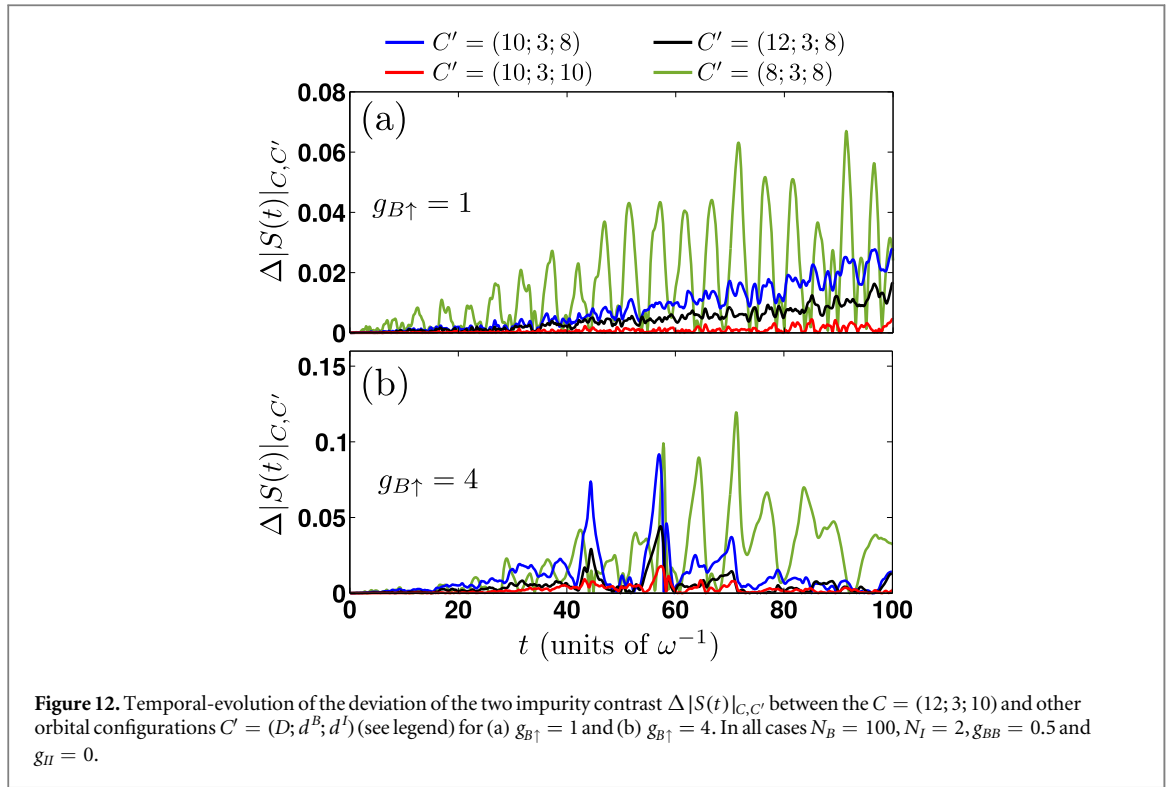 C′ = (10; 3; 8) C′ = (12; 3; 8)
C′ = (10; 3; 10) C′ = (8; 3; 8)
0.08
(a)
0.06
g_{B↑} = 1
0.04
Δ|S(t)|_{C,C′}
0.02
0
0.15
(b)
0.1
g_{B↑} = 4
Δ|S(t)|_{C,C′}
0.05
0
0 20 40 60 80 100
t (units of ω^{−1})
Figure 12. Temporal-evolution of the deviation of the two impurity contrast Δ|S(t)|_{C,C′} between the C = (12; 3; 10) and other
orbital configurations C′ = (D; d^B; d^I) (see legend) for (a) g_{B↑} = 1 and (b) g_{B↑} = 4. In all cases N_B = 100, N_I = 2, g_{BB} = 0.5 and
g_{II} = 0.